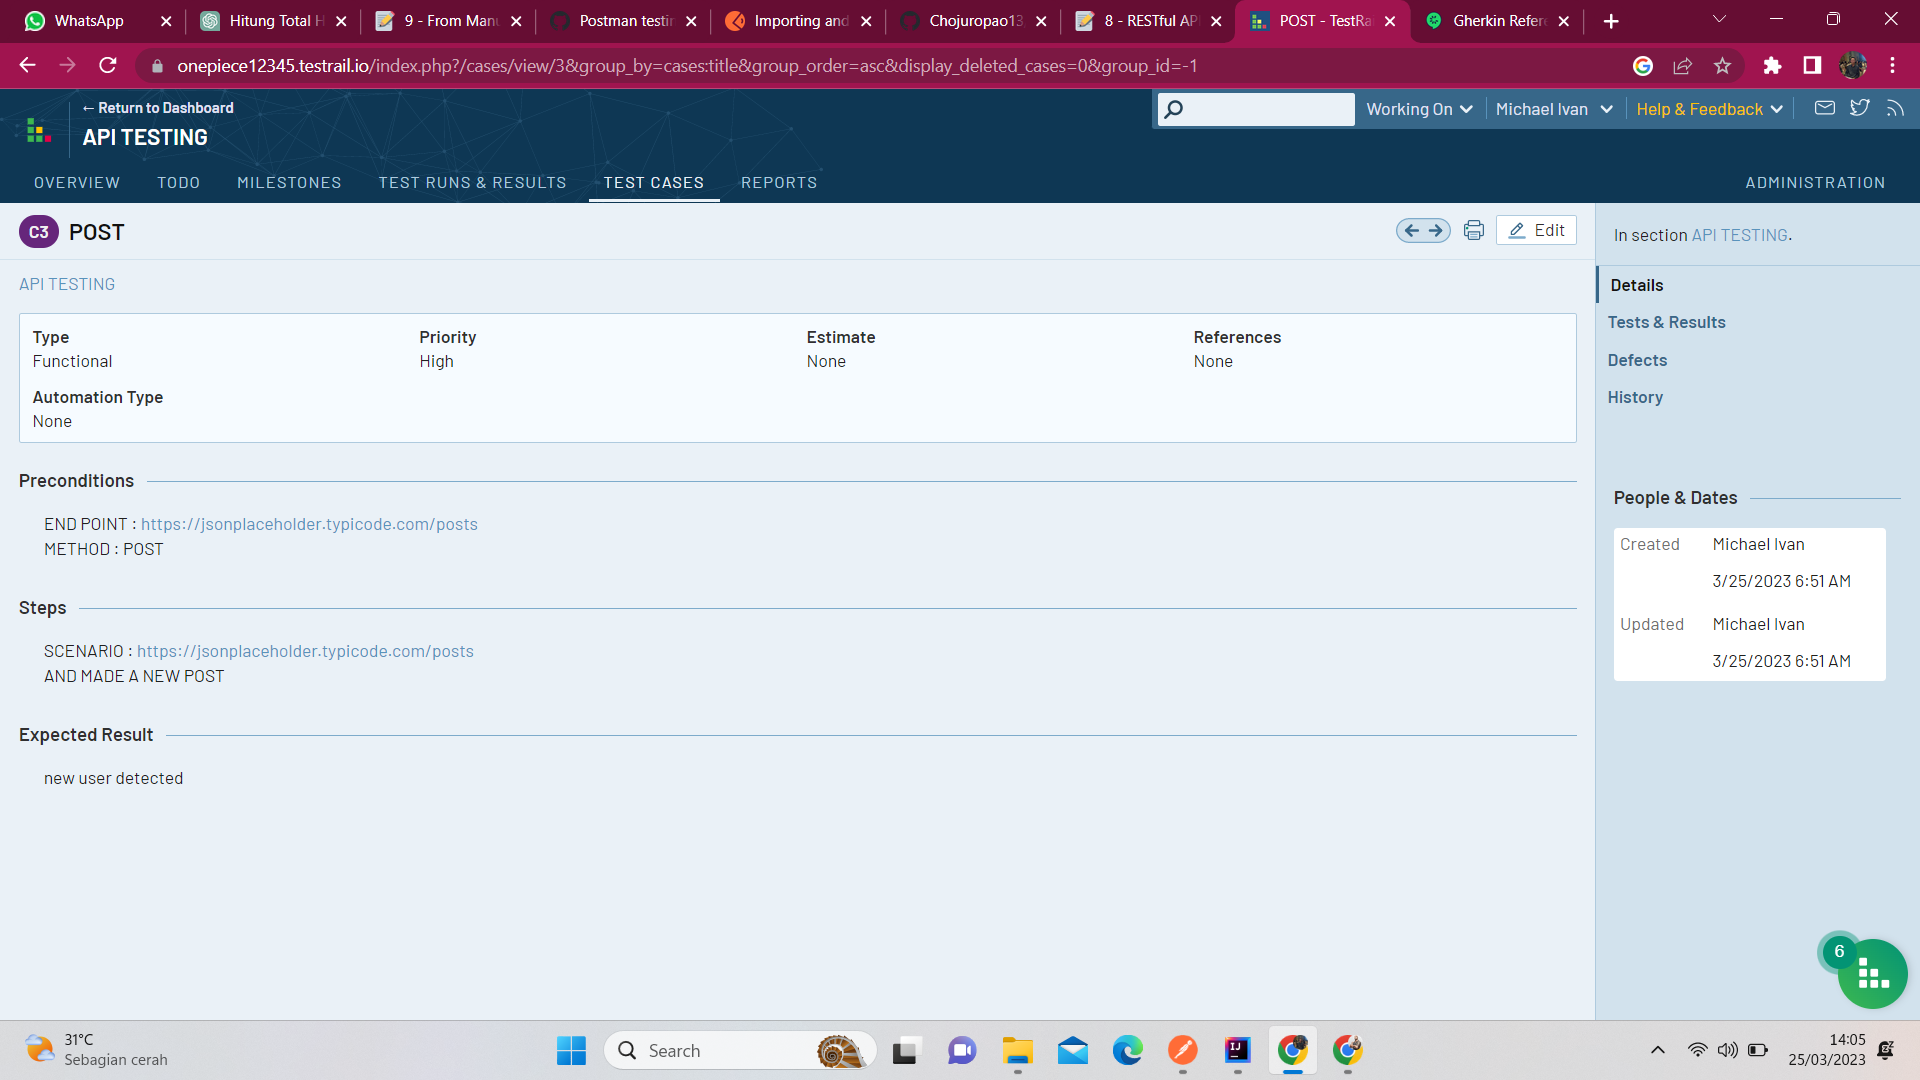 WhatsApp
Hitung Total H
9 - From Manu
Postman testin
Importing and
Chojuropao13
8 - RESTful AP
POST - TestRa
Gherkin Refere
onepiece12345.testrail.io/index.php?/cases/view/3&group_by=cases:title&group_order=asc&display_deleted_cases=0&group_id=-1
← Return to Dashboard
API TESTING
Working On
Michael Ivan
Help & Feedback
OVERVIEW
TODO
MILESTONES
TEST RUNS & RESULTS
TEST CASES
REPORTS
ADMINISTRATION
C3
POST
Edit
In section API TESTING.
API TESTING
Details
Tests & Results
Defects
History
Type
Functional
Priority
High
Estimate
None
References
None
Automation Type
None
Preconditions
END POINT : https://jsonplaceholder.typicode.com/posts
METHOD : POST
Steps
SCENARIO : https://jsonplaceholder.typicode.com/posts
AND MADE A NEW POST
Expected Result
new user detected
People & Dates
Created
Michael Ivan
3/25/2023 6:51 AM
Updated
Michael Ivan
3/25/2023 6:51 AM
6
31°C
Sebagian cerah
Search
IJ
14:05
25/03/2023